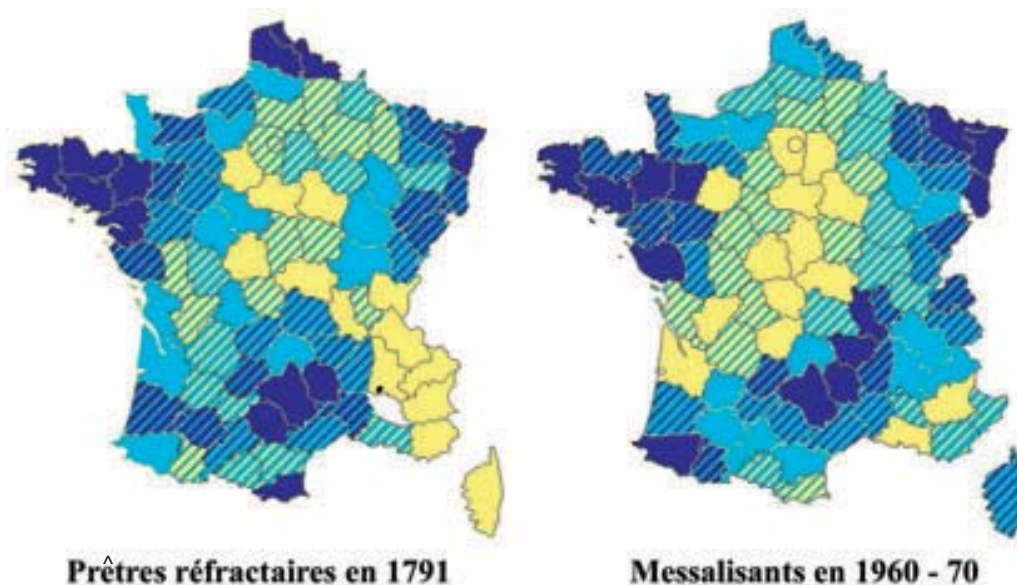 Prêtres réfractaires en 1791
Messalisants en 1960 - 70